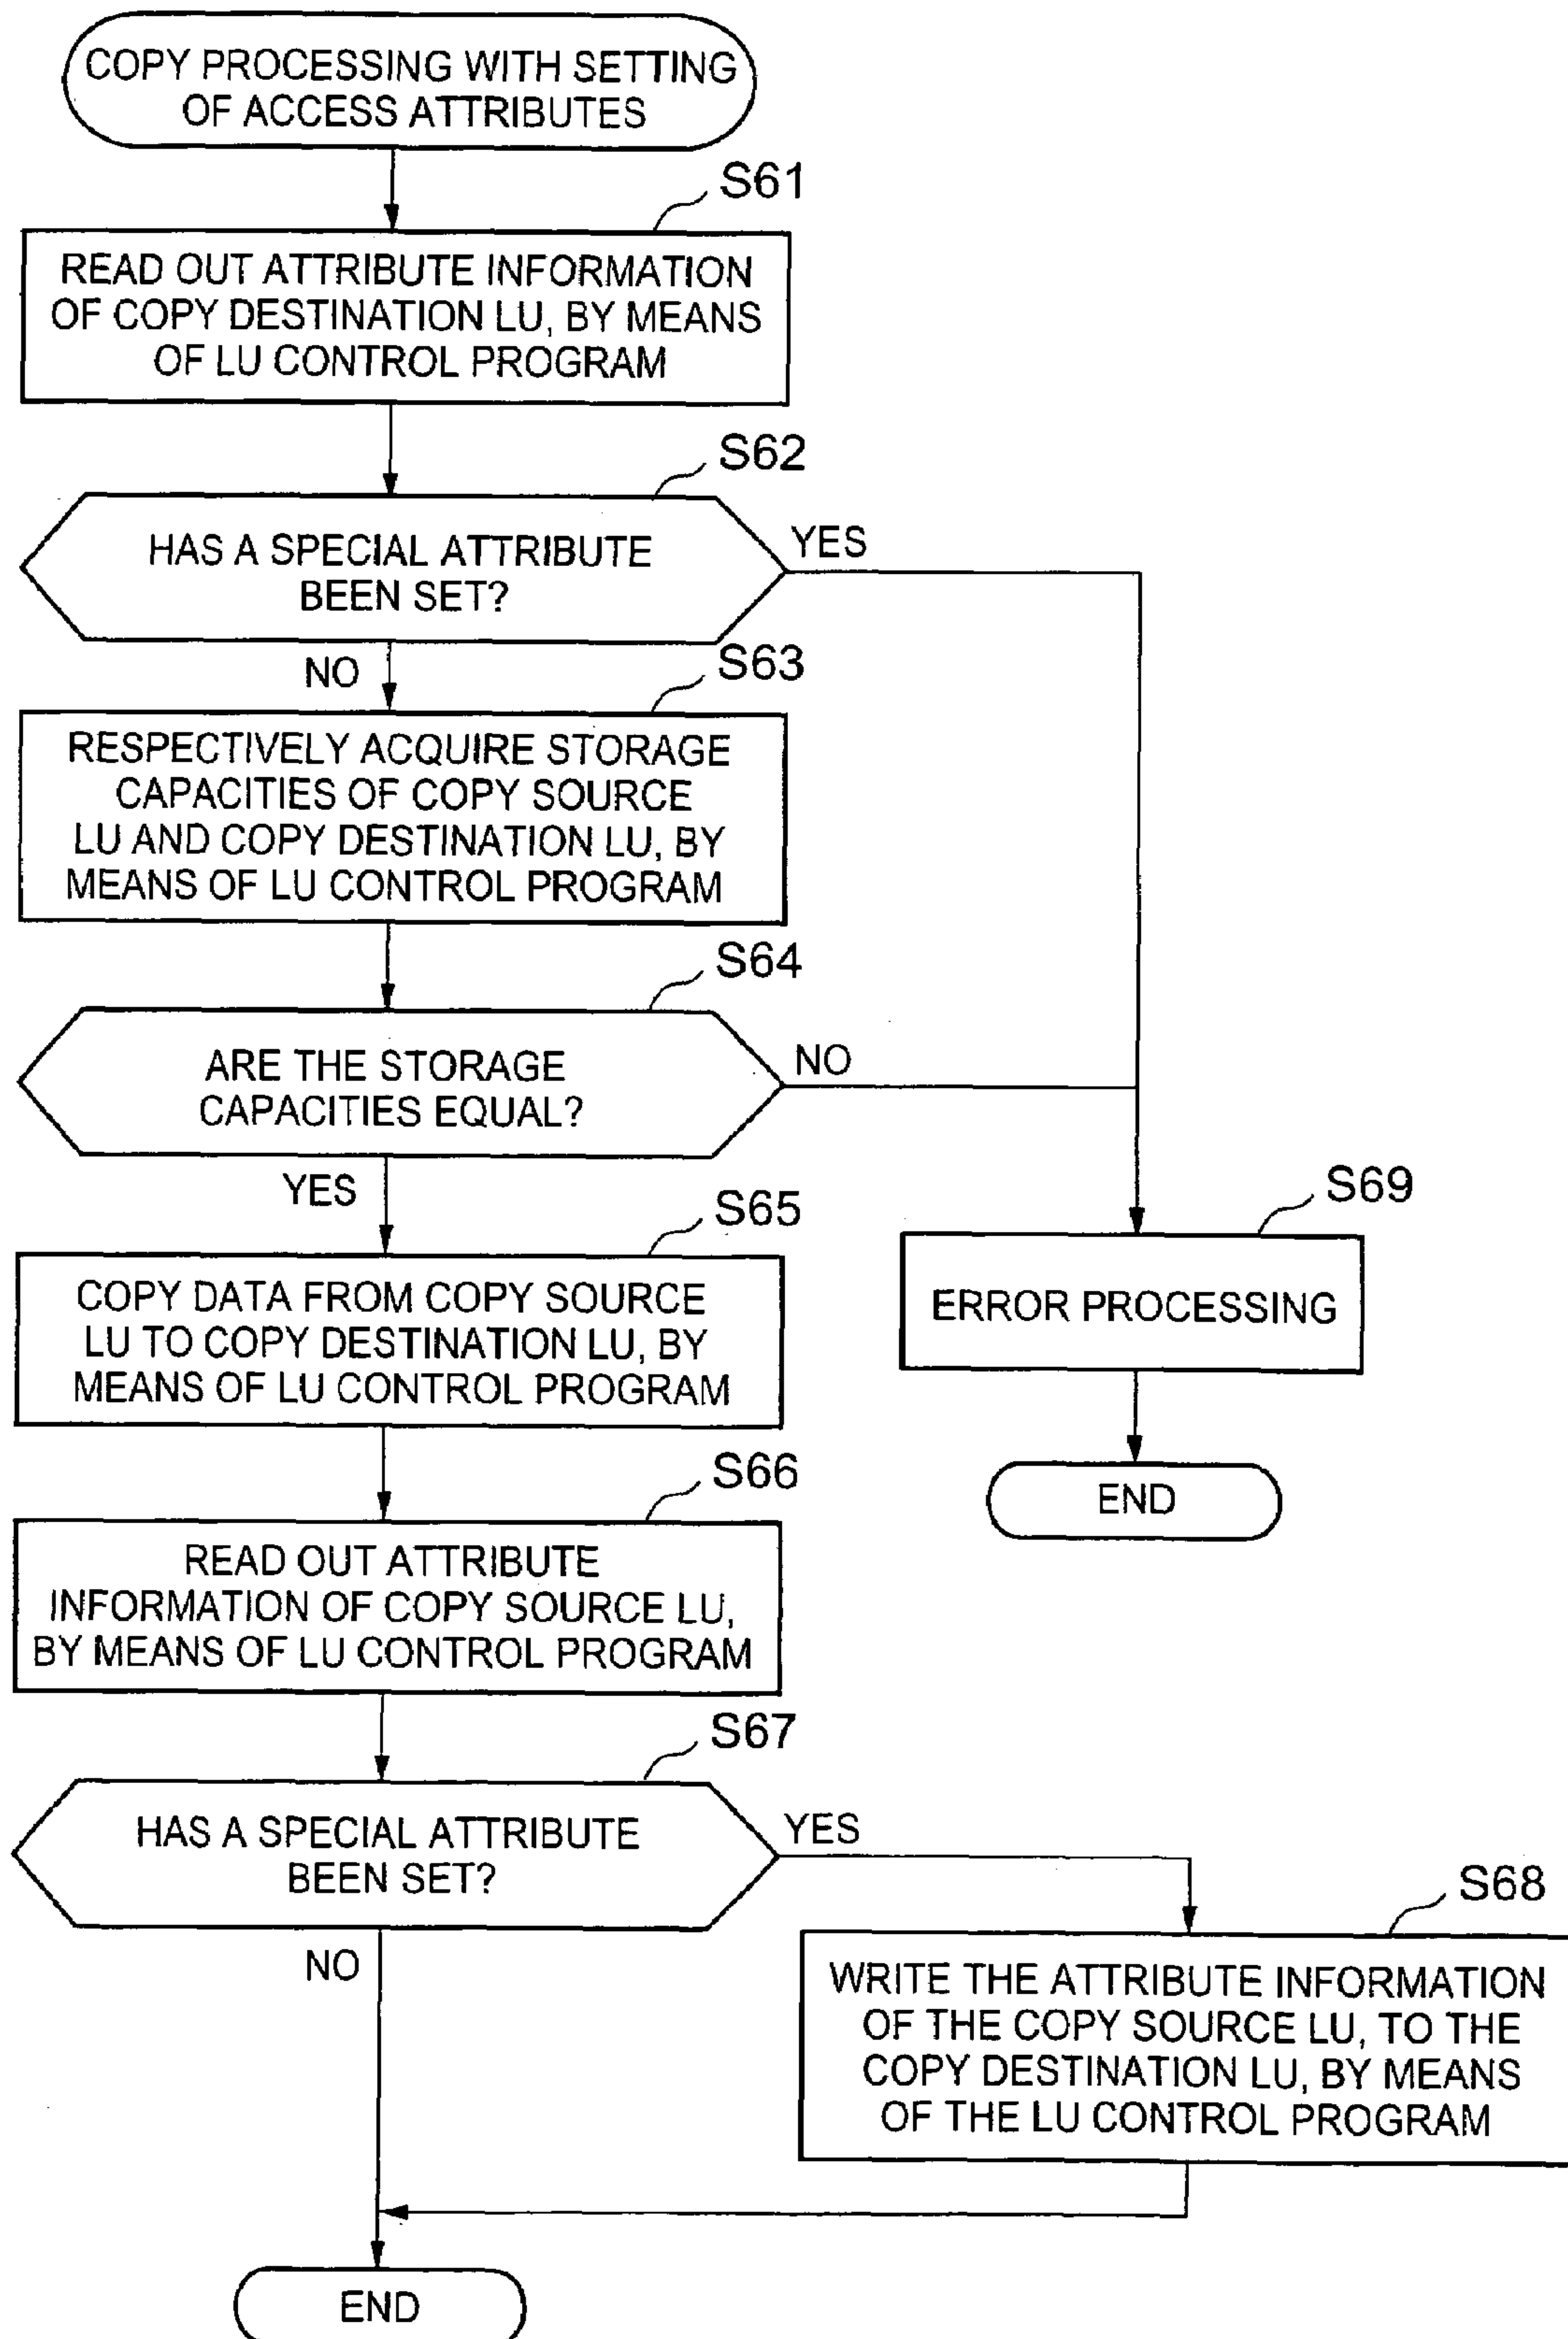 COPY PROCESSING WITH SETTING
OF ACCESS ATTRIBUTES
S61
READ OUT ATTRIBUTE INFORMATION
OF COPY DESTINATION LU, BY MEANS
OF LU CONTROL PROGRAM
S62
HAS A SPECIAL ATTRIBUTE
BEEN SET?
YES
NO
S63
RESPECTIVELY ACQUIRE STORAGE
CAPACITIES OF COPY SOURCE
LU AND COPY DESTINATION LU, BY
MEANS OF LU CONTROL PROGRAM
S64
ARE THE STORAGE
CAPACITIES EQUAL?
NO
YES
S65
COPY DATA FROM COPY SOURCE
LU TO COPY DESTINATION LU, BY
MEANS OF LU CONTROL PROGRAM
S69
ERROR PROCESSING
END
S66
READ OUT ATTRIBUTE
INFORMATION OF COPY SOURCE LU,
BY MEANS OF LU CONTROL PROGRAM
S67
HAS A SPECIAL ATTRIBUTE
BEEN SET?
YES
NO
S68
WRITE THE ATTRIBUTE INFORMATION
OF THE COPY SOURCE LU, TO THE
COPY DESTINATION LU, BY MEANS
OF THE LU CONTROL PROGRAM
END